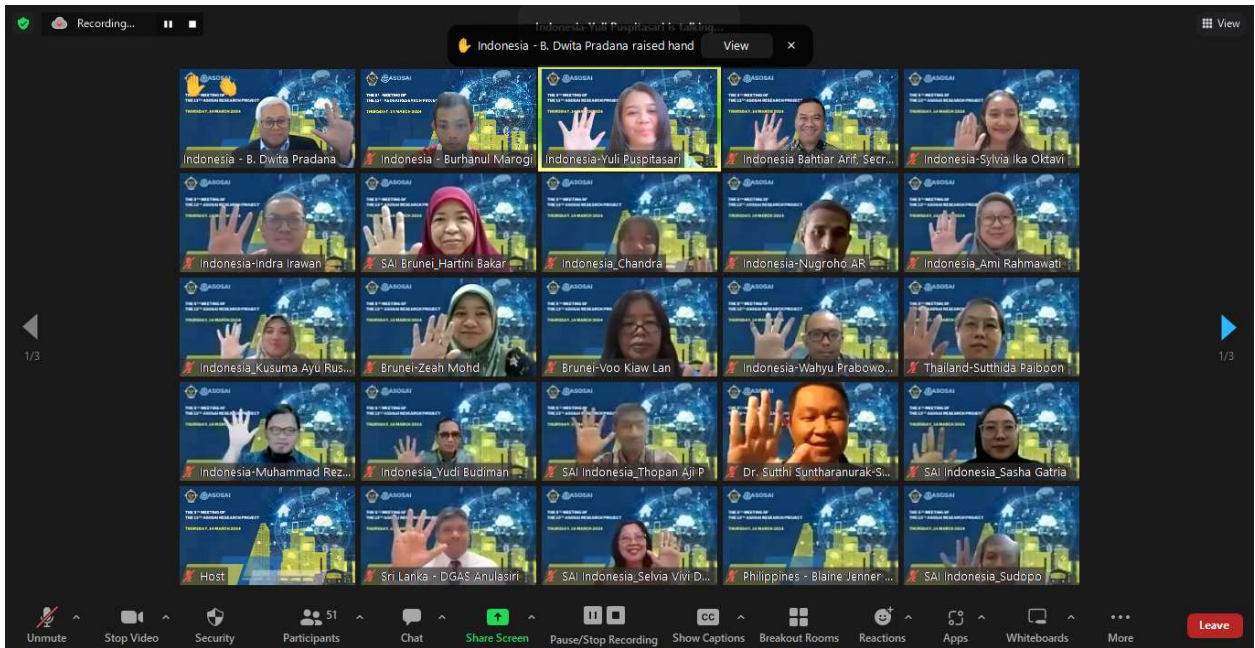 Recording...
Indonesia-Yuli Puspitasari is talking...
View
Indonesia - B. Dwita Pradana raised hand
View
ASOSAI
Indonesia - B. Dwita Pradana
Indonesia - Burhanul Marogi
Indonesia-Yuli Puspitasari
Indonesia Bahtiar Arif, Secr...
Indonesia-Sylvia Ika Oktavi
Indonesia-Indra Irawan
SAI Brunei_Hartini Bakar
Indonesia_Chandra
Indonesia-Nugroho AR
Indonesia_Ami Rahmawati
1/3
1/3
Indonesia_Kusuma Ayu Rus...
Brunei-Zeah Mohd
Brunei-Voo Kiaw Lan
Indonesia-Wahyu Prabowo...
Thailand-Sutthida Paiboon
Indonesia-Muhammad Rez...
Indonesia_Yudi Budiman
SAI Indonesia_Thopan Aji P
Dr. Sutthi Suntharanurak-S...
SAI Indonesia_Sasha Gatria
Host
Sri Lanka - DGAS Anulasiri
SAI Indonesia_Selvia Vivi D...
Philippines - Blaine Jenner ...
SAI Indonesia_Sudopo
51
CC
Unmute
Stop Video
Security
Participants
Chat
Share Screen
Pause/Stop Recording
Show Captions
Breakout Rooms
Reactions
Apps
Whiteboards
More
Leave